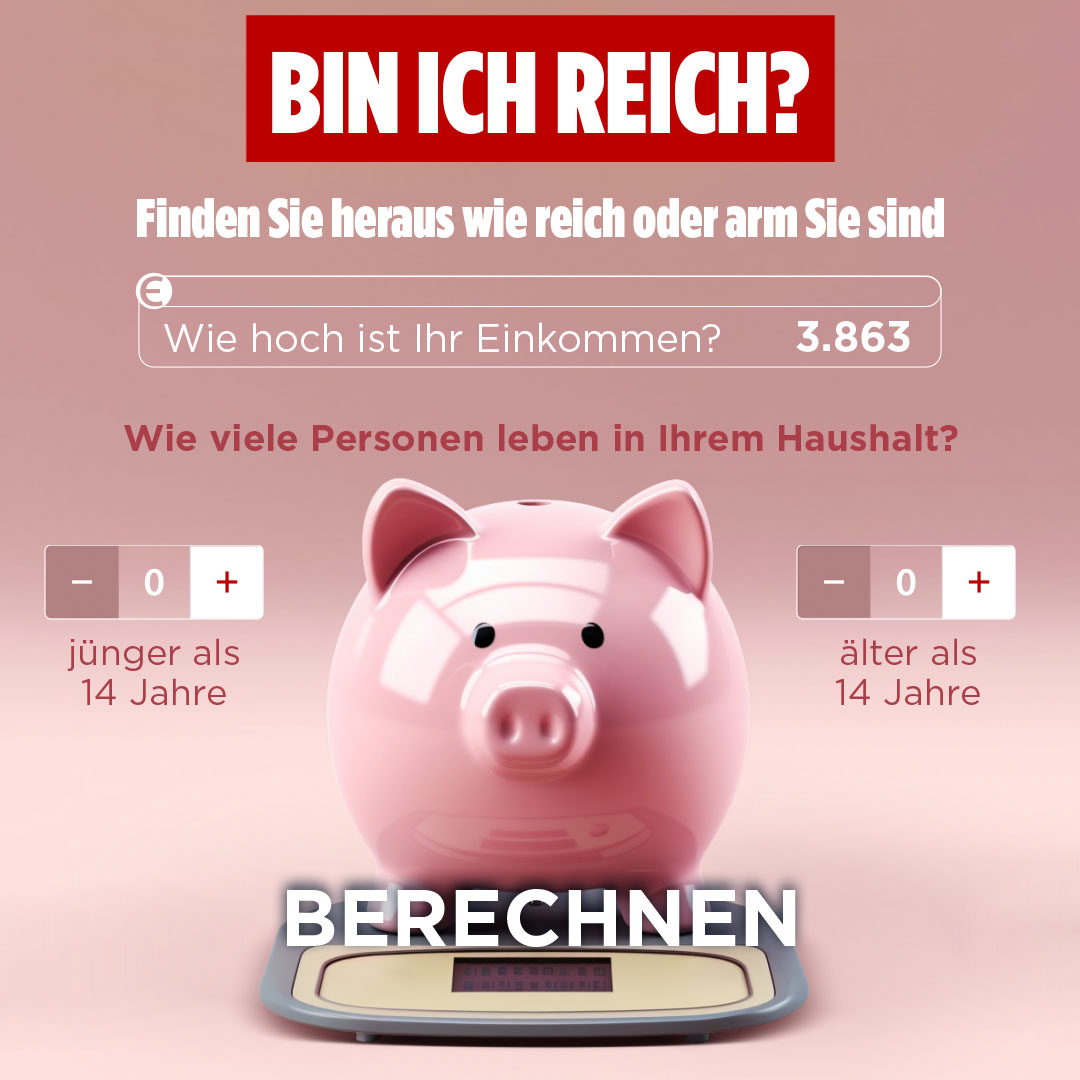 BIN ICH REICH?
Finden Sie heraus wie reich oder arm Sie sind
€
Wie hoch ist Ihr Einkommen? 3.863
Wie viele Personen leben in Ihrem Haushalt?
− 0 +
jünger als
14 Jahre
− 0 +
älter als
14 Jahre
BERECHNEN